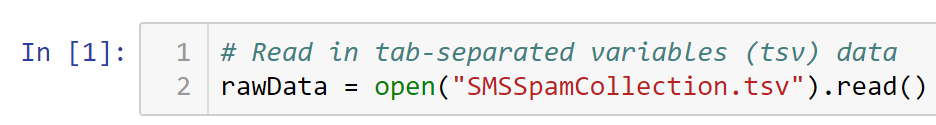 In [1]:
1 # Read in tab-separated variables (tsv) data
2 rawData = open("SMSSpamCollection.tsv").read()